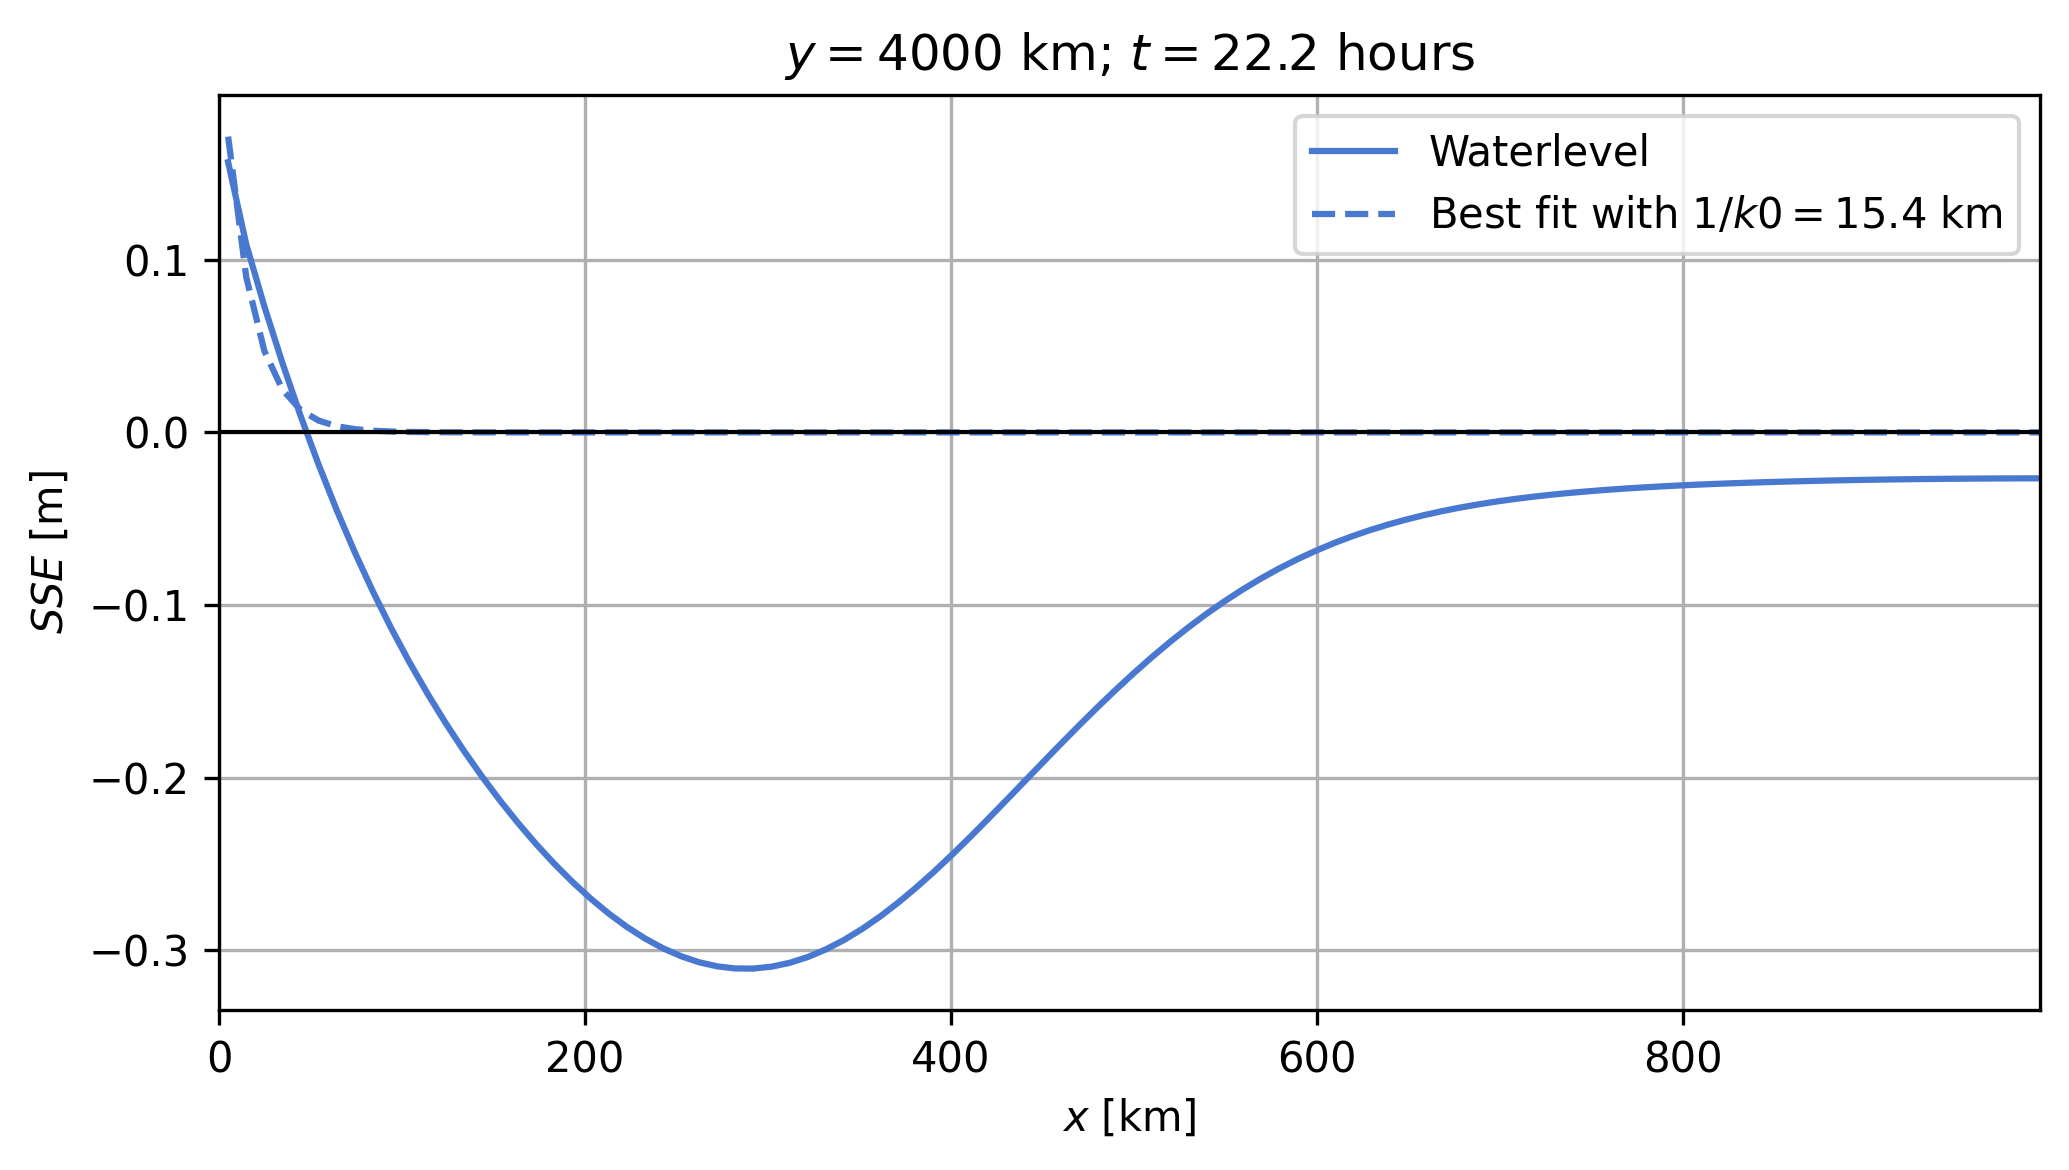 y = 4000 km; t = 22.2 hours
Waterlevel
Best fit with 1/k0 = 15.4 km
SSE [m]
0.1
0.0
−0.1
−0.2
−0.3
0 200 400 600 800
x [km]